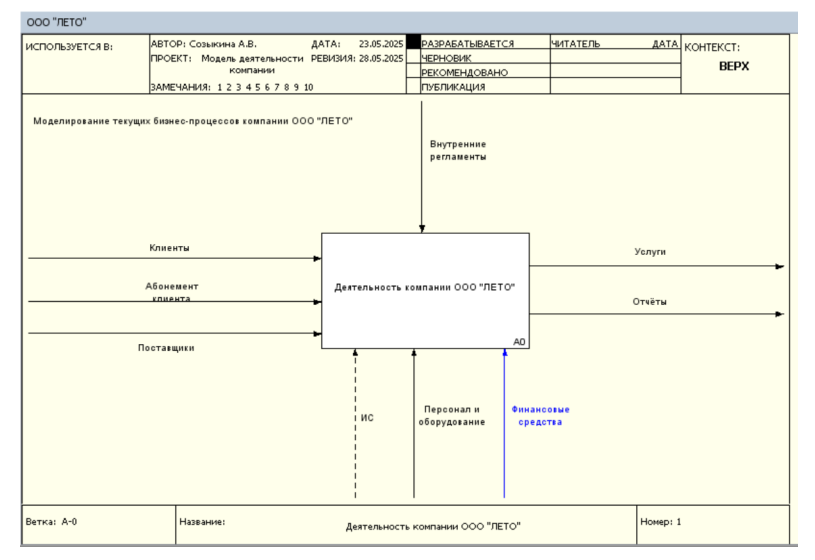 ООО "ЛЕТО"
ИСПОЛЬЗУЕТСЯ В:
АВТОР: Созыкина А.В.
ДАТА: 23.05.2025
ПРОЕКТ: Модель деятельности
компании
РЕВИЗИЯ: 28.05.2025
ЗАМЕЧАНИЯ: 1 2 3 4 5 6 7 8 9 10
РАЗРАБАТЫВАЕТСЯ
ЧЕРНОВИК
РЕКОМЕНДОВАНО
ПУБЛИКАЦИЯ
ЧИТАТЕЛЬ
ДАТА
КОНТЕКСТ:
ВЕРХ
Моделирование текущих бизнес-процессов компании ООО "ЛЕТО"
Внутренние
регламенты
Клиенты
Абонемент
клиента
Поставщики
Деятельность компании ООО "ЛЕТО"
A0
Услуги
Отчёты
ИС
Персонал и
оборудование
Финансовые
средства
Ветка: A-0
Название:
Деятельность компании ООО "ЛЕТО"
Номер: 1